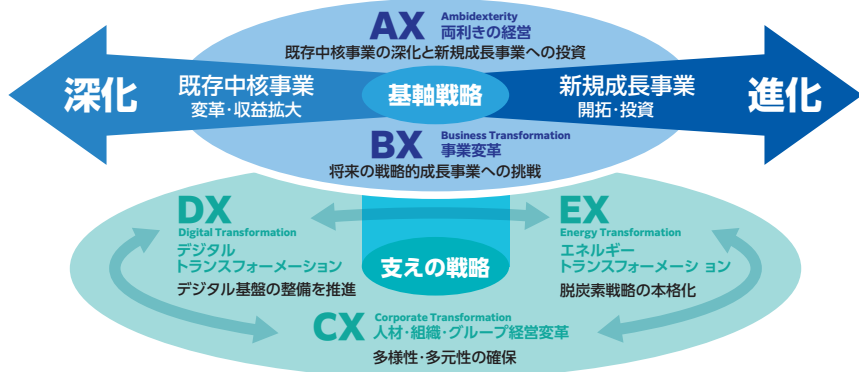 AX
Ambidexterity
両利きの経営
既存中核事業の深化と新規成長事業への投資
深化
既存中核事業
変革・収益拡大
基軸戦略
新規成長事業
開拓・投資
進化
BX
Business Transformation
事業変革
将来の戦略的成長事業への挑戦
DX
Digital Transformation
デジタル
トランスフォーメーション
デジタル基盤の整備を推進
支えの戦略
EX
Energy Transformation
エネルギー
トランスフォーメーション
脱炭素戦略の本格化
CX
Corporate Transformation
人材・組織・グループ経営変革
多様性・多元性の確保